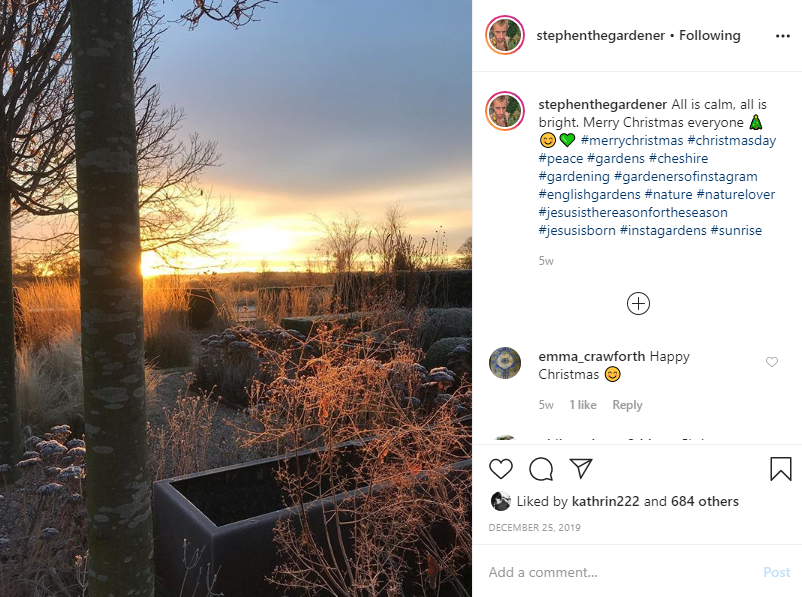 stephenthegardener • Following
stephenthegardener All is calm, all is
bright. Merry Christmas everyone 🎄
😊💚 #merrychristmas #christmasday
#peace #gardens #cheshire
#gardening #gardenersofinstagram
#englishgardens #nature #naturelover
#jesusisthereasonfortheseason
#jesusisborn #instagardens #sunrise
5w
emma_crawforth Happy
Christmas 😊
5w 1 like Reply
Liked by kathrin222 and 684 others
DECEMBER 25, 2019
Add a comment... Post